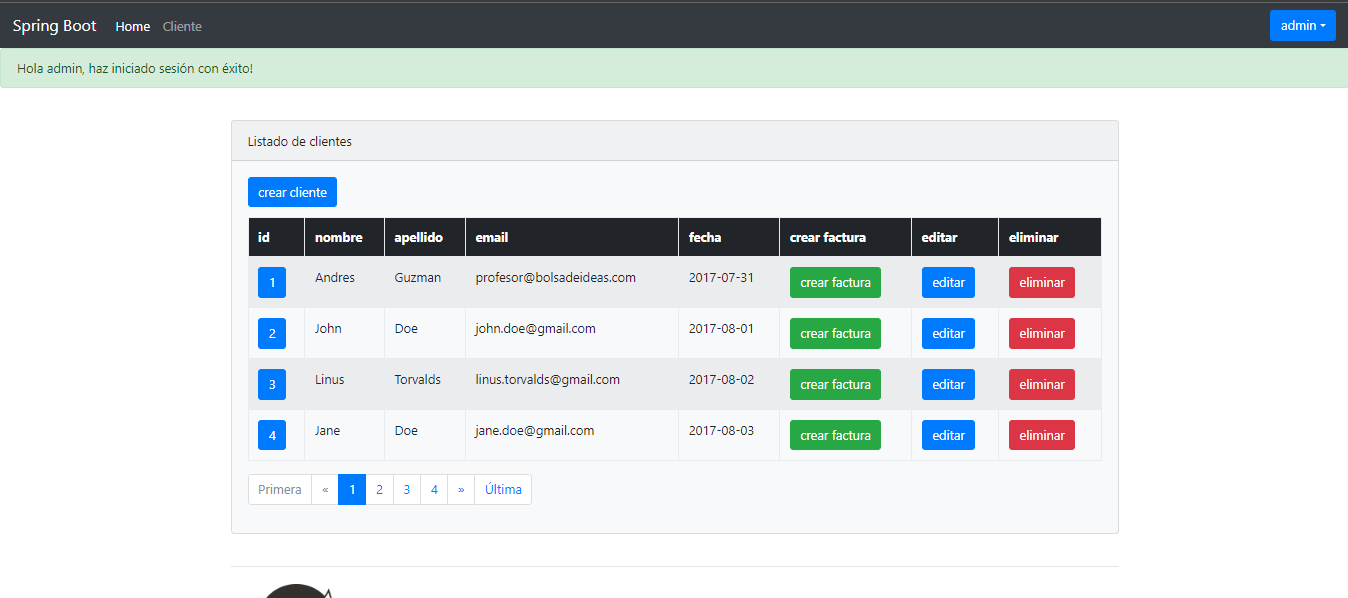 Spring Boot Home Cliente admin
Hola admin, haz iniciado sesión con éxito!
Listado de clientes
crear cliente
id nombre apellido email fecha crear factura editar eliminar
1 Andres Guzman profesor@bolsadeideas.com 2017-07-31 crear factura editar eliminar
2 John Doe john.doe@gmail.com 2017-08-01 crear factura editar eliminar
3 Linus Torvalds linus.torvalds@gmail.com 2017-08-02 crear factura editar eliminar
4 Jane Doe jane.doe@gmail.com 2017-08-03 crear factura editar eliminar
Primera « 1 2 3 4 » Última